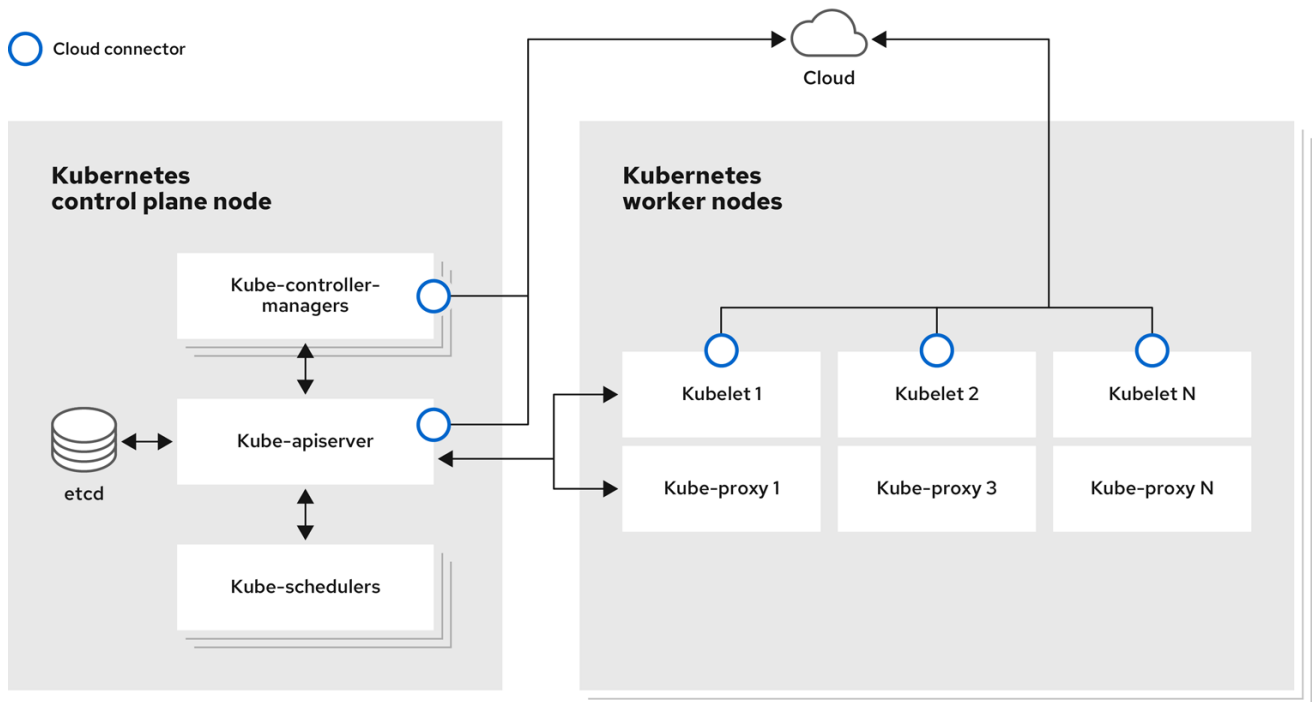 Cloud connector
Cloud
Kubernetes
control plane node
Kube-controller-
managers
Kube-apiserver
etcd
Kube-schedulers
Kubernetes
worker nodes
Kubelet 1
Kubelet 2
Kubelet N
Kube-proxy 1
Kube-proxy 3
Kube-proxy N